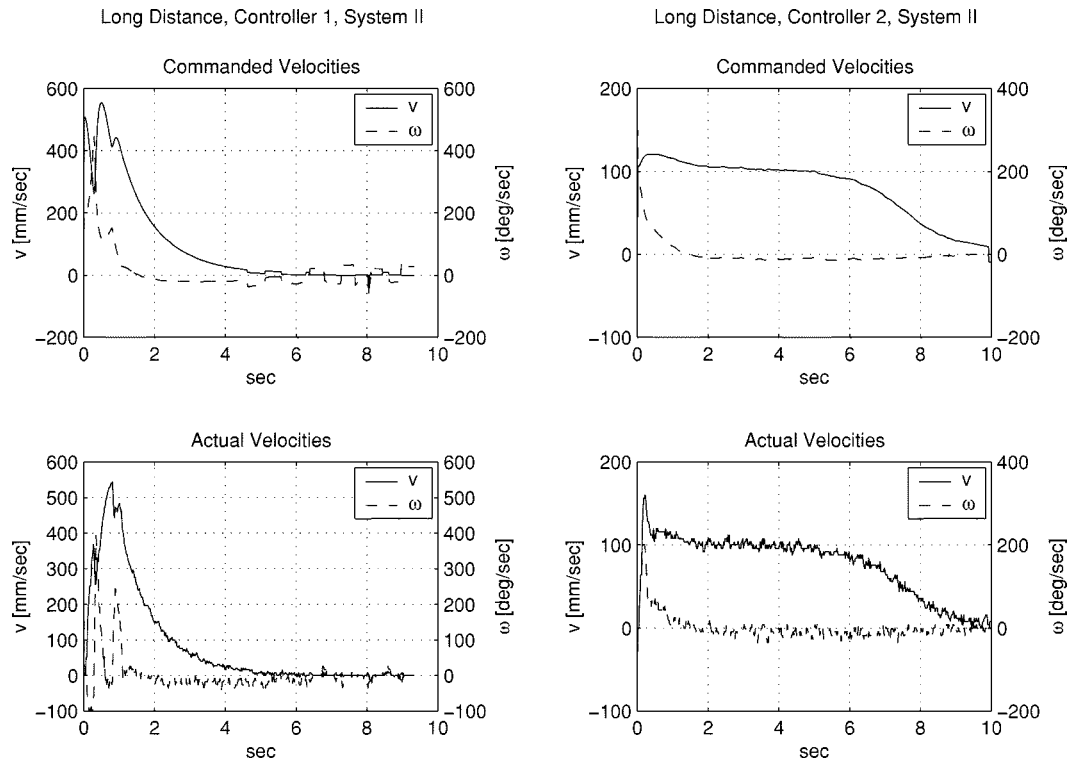 Long Distance, Controller 1, System II
Commanded Velocities
600
400
200
0
−200
600
400
200
0
−200
0 2 4 6 8 10
sec
v [mm/sec]
ω [deg/sec]
v
ω
Actual Velocities
600
500
400
300
200
100
0
−100
600
500
400
300
200
100
0
−100
0 2 4 6 8 10
sec
v [mm/sec]
ω [deg/sec]
v
ω
Long Distance, Controller 2, System II
Commanded Velocities
200
100
0
−100
400
200
0
−200
0 2 4 6 8 10
sec
v [mm/sec]
ω [deg/sec]
v
ω
Actual Velocities
200
100
0
−100
400
200
0
−200
0 2 4 6 8 10
sec
v [mm/sec]
ω [deg/sec]
v
ω